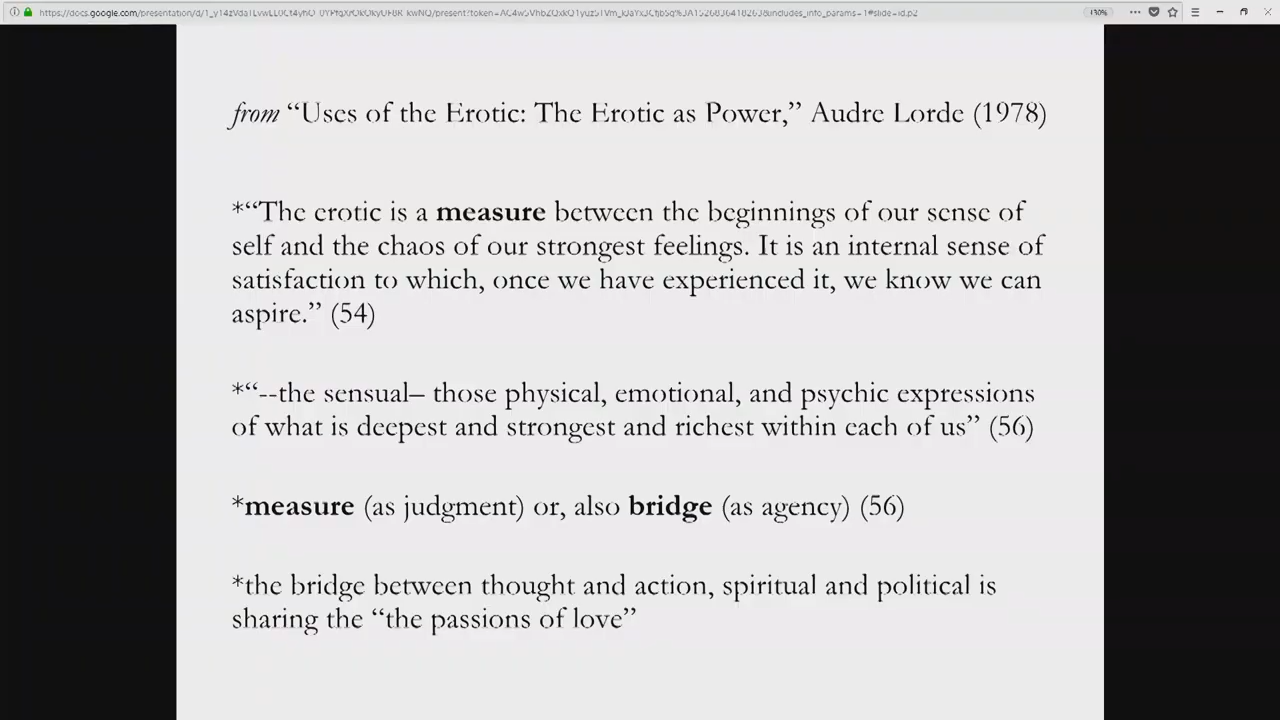 130%
from “Uses of the Erotic: The Erotic as Power,” Audre Lorde (1978)
*“The erotic is a measure between the beginnings of our sense of
self and the chaos of our strongest feelings. It is an internal sense of
satisfaction to which, once we have experienced it, we know we can
aspire.” (54)
*“--the sensual– those physical, emotional, and psychic expressions
of what is deepest and strongest and richest within each of us” (56)
*measure (as judgment) or, also bridge (as agency) (56)
*the bridge between thought and action, spiritual and political is
sharing the “the passions of love”